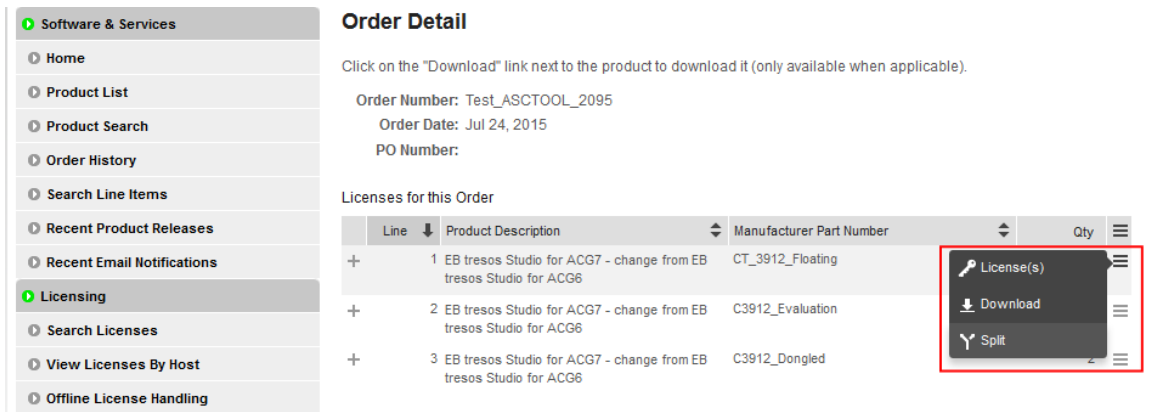 Software & Services
Home
Product List
Product Search
Order History
Search Line Items
Recent Product Releases
Recent Email Notifications
Licensing
Search Licenses
View Licenses By Host
Offline License Handling
Order Detail
Click on the "Download" link next to the product to download it (only available when applicable).
Order Number: Test_ASCTOOL_2095
Order Date: Jul 24, 2015
PO Number:
Licenses for this Order
Line Product Description Manufacturer Part Number Qty
1 EB tresos Studio for ACG7 - change from EB CT_3912_Floating
tresos Studio for ACG6
2 EB tresos Studio for ACG7 - change from EB C3912_Evaluation
tresos Studio for ACG6
3 EB tresos Studio for ACG7 - change from EB C3912_Dongled
tresos Studio for ACG6
License(s)
Download
Split